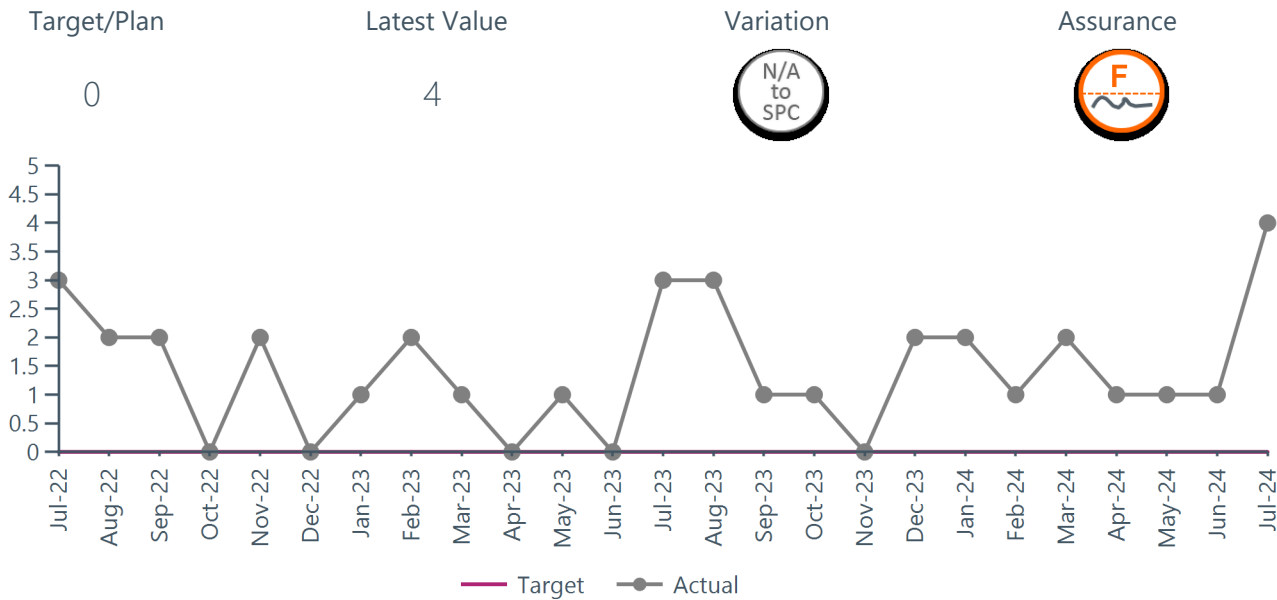 Target/Plan Latest Value Variation Assurance
0 4 N/A to SPC F
5
4.5
4
3.5
3
2.5
2
1.5
1
0.5
0
Jul-22
Aug-22
Sep-22
Oct-22
Nov-22
Dec-22
Jan-23
Feb-23
Mar-23
Apr-23
May-23
Jun-23
Jul-23
Aug-23
Sep-23
Oct-23
Nov-23
Dec-23
Jan-24
Feb-24
Mar-24
Apr-24
May-24
Jun-24
Jul-24
Target Actual